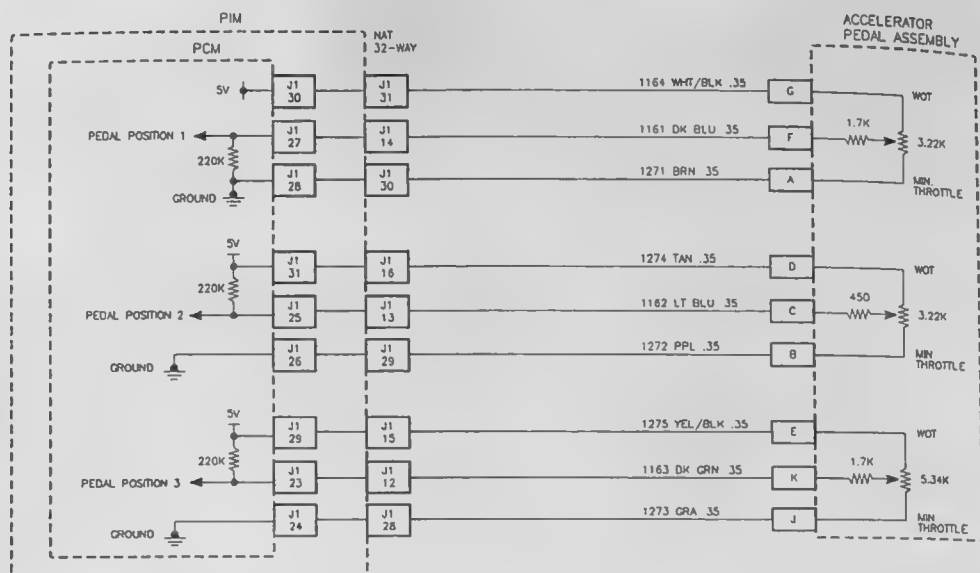 PIM
ACCELERATOR
PEDAL ASSEMBLY
PCM
NAT
32-WAY
5V
J1
30
J1
31
1164 WHT/BLK .35
G
WOT
PEDAL POSITION 1
J1
27
J1
14
1161 DK BLU .35
F
1.7K
3.22K
220K
J1
28
J1
30
1271 BRN .35
A
MIN.
THROTTLE
GROUND
5V
J1
31
J1
16
1274 TAN .35
D
WOT
220K
PEDAL POSITION 2
J1
25
J1
13
1162 LT BLU .35
C
450
3.22K
J1
26
J1
29
1272 PPL .35
B
MIN
THROTTLE
GROUND
5V
J1
29
J1
15
1275 YEL/BLK .35
E
WOT
220K
PEDAL POSITION 3
J1
23
J1
12
1163 DK GRN .35
K
1.7K
5.34K
J1
24
J1
28
1273 GRA .35
J
MIN
THROTTLE
GROUND